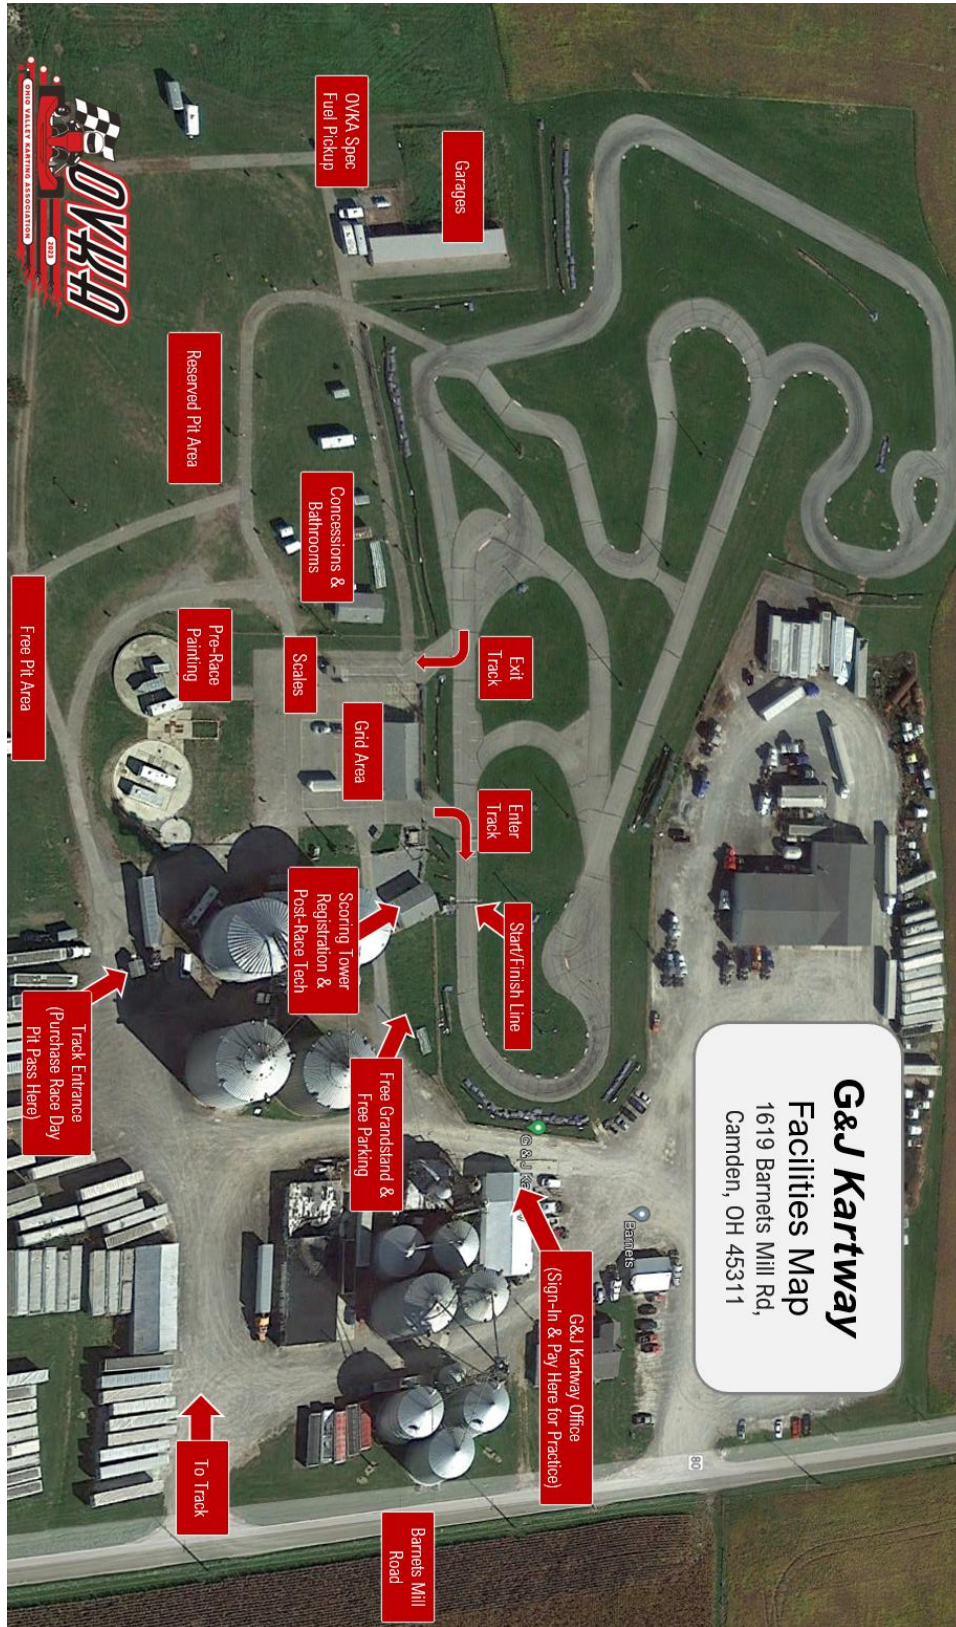 G&J Kartway
Facilities Map
1619 Barnets Mill Rd,
Camden, OH 45311
Garages
OVKA Spec
Fuel Pickup
Reserved Pit Area
Concessions &
Bathrooms
Exit
Track
Enter
Track
Start/Finish Line
Scales
Grid Area
Pre-Race
Painting
Free Pit Area
Scoring Tower
Registration &
Post-Race Tech
Free Grandstand &
Free Parking
Track Entrance
(Purchase Race Day
Pit Pass Here)
G&J Kartway Office
(Sign-In & Pay Here for Practice)
To Track
Barnets Mill
Road
G & J Ka
Barnets
80
OVKA
OHIO VALLEY KARTING ASSOCIATION
2023